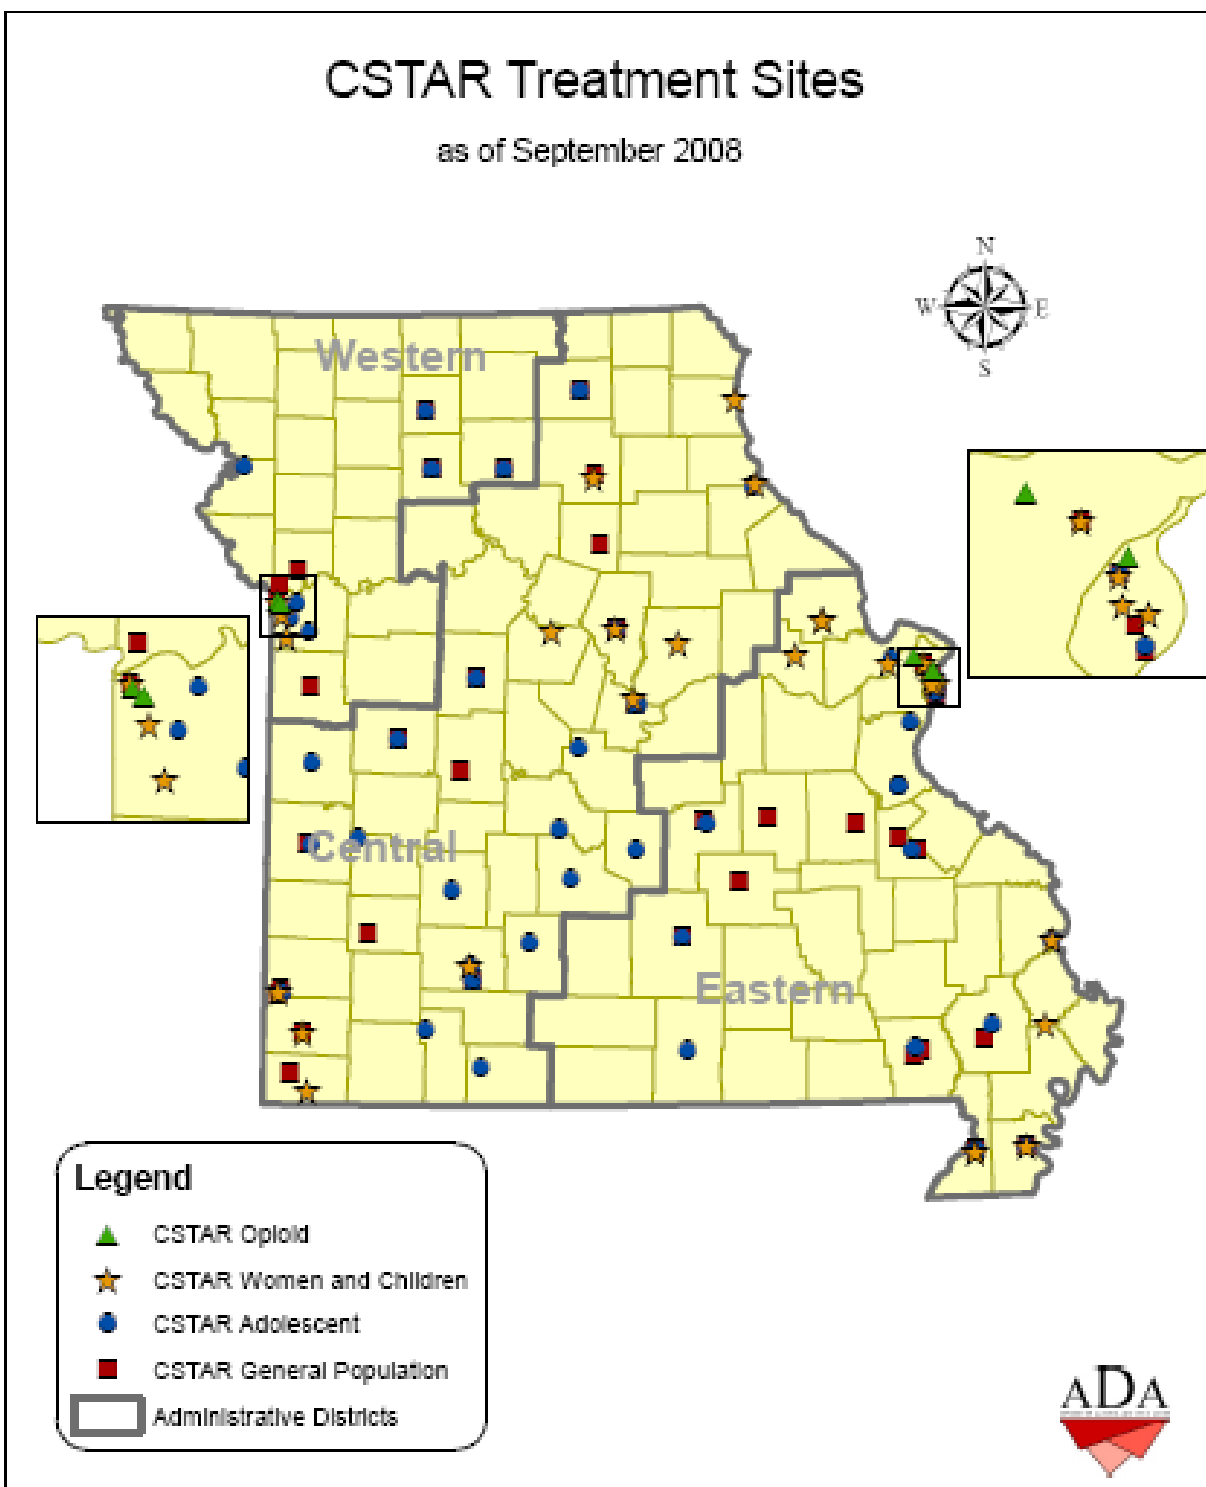 CSTAR Treatment Sites
as of September 2008
N
W E
S
Western
Central
Eastern
Legend
CSTAR Opioid
CSTAR Women and Children
CSTAR Adolescent
CSTAR General Population
Administrative Districts
ADA